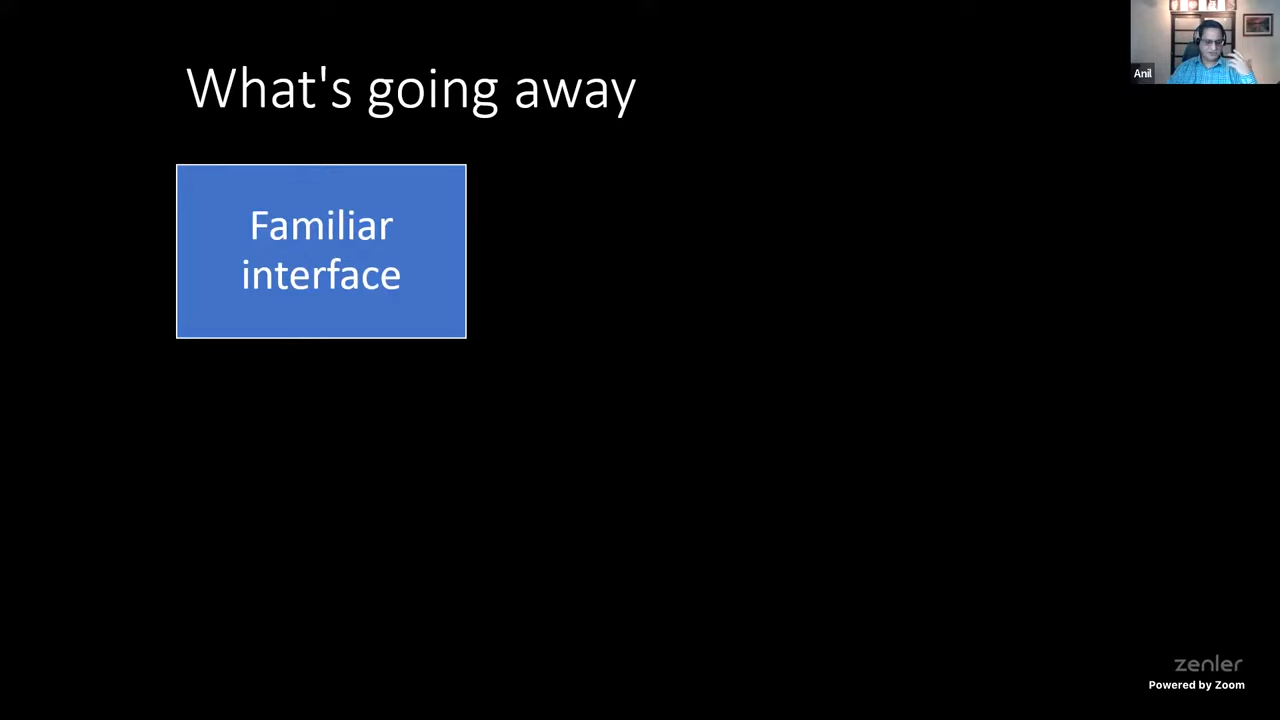 What's going away
Anil
Familiar
interface
zenler
Powered by Zoom